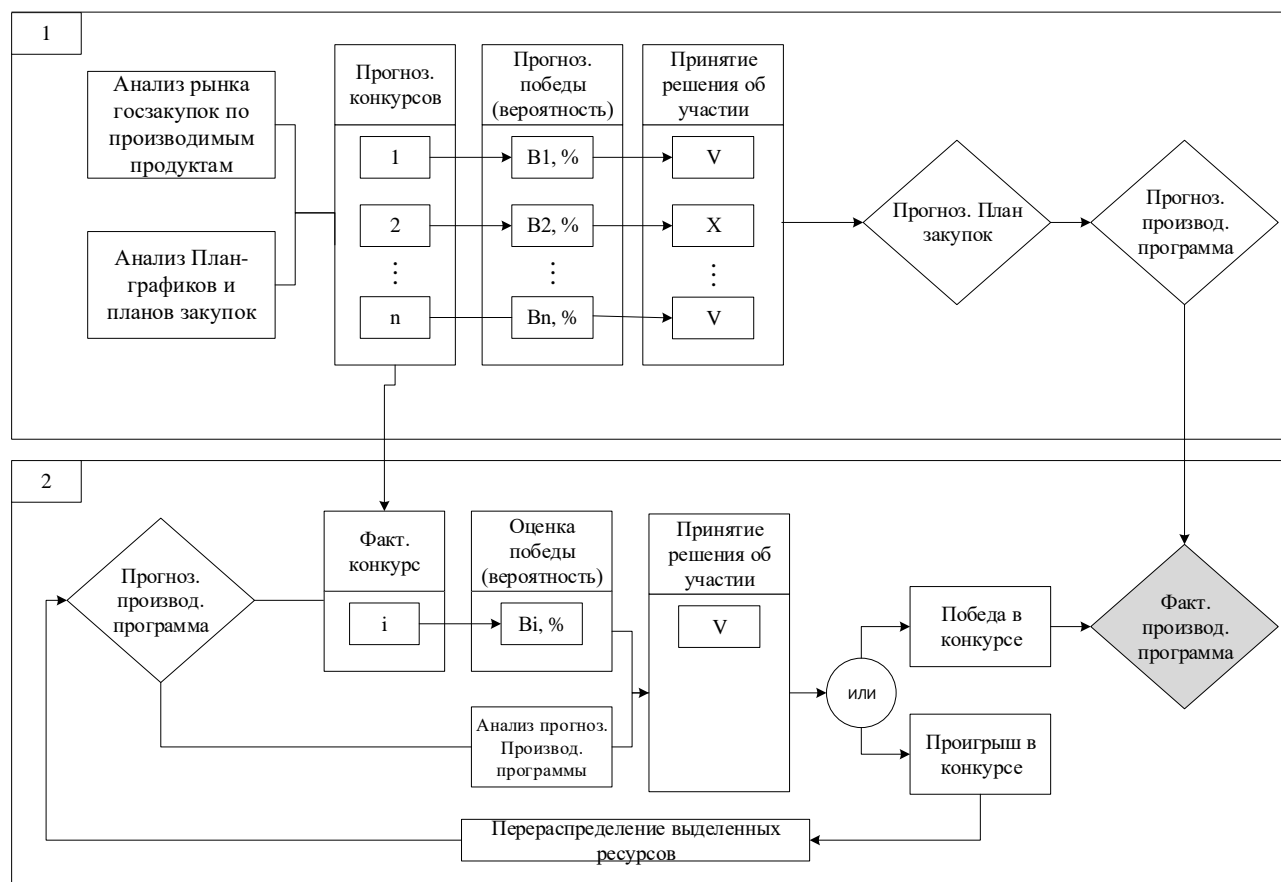 1
Анализ рынка
госзакупок по
производимым
продуктам
Анализ План-
графиков и
планов закупок
Прогноз.
конкурсов
1
2
⋮
n
Прогноз.
победы
(вероятность)
B1, %
B2, %
⋮
Bn, %
Принятие
решения об
участии
V
X
⋮
V
Прогноз. План
закупок
Прогноз.
производ.
программа
2
Прогноз.
производ.
программа
Факт.
конкурс
i
Оценка
победы
(вероятность)
Bi, %
Анализ прогноз.
Производ.
программы
Принятие
решения об
участии
V
или
Победа в
конкурсе
Проигрыш в
конкурсе
Факт.
производ.
программа
Перераспределение выделенных
ресурсов